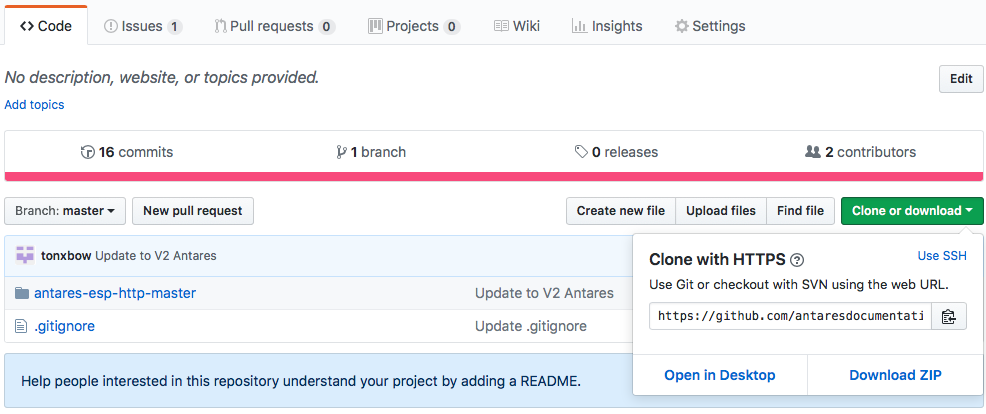 Code Issues 1 Pull requests 0 Projects 0 Wiki Insights Settings
No description, website, or topics provided. Edit
Add topics
16 commits 1 branch 0 releases 2 contributors
Branch: master New pull request Create new file Upload files Find file Clone or download
tonxbow Update to V2 Antares
Clone with HTTPS ? Use SSH
Use Git or checkout with SVN using the web URL.
antares-esp-http-master Update to V2 Antares
https://github.com/antaresdocumentati
.gitignore Update .gitignore
Open in Desktop Download ZIP
Help people interested in this repository understand your project by adding a README.